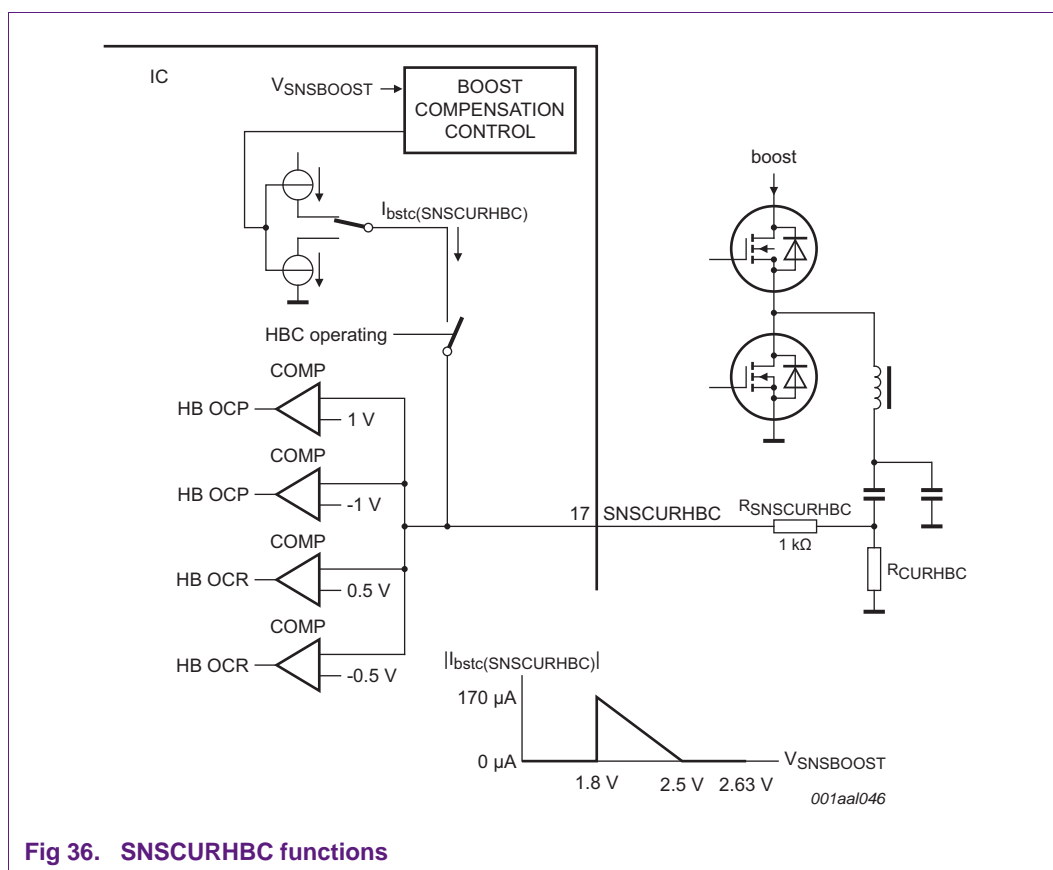 IC
VSNSBOOST
BOOST
COMPENSATION
CONTROL
boost
Ibstc(SNSCURHBC)
HBC operating
COMP
HB OCP
1 V
COMP
HB OCP
-1 V
17 SNSCURHBC
RSNSCURHBC
1 kΩ
COMP
HB OCR
0.5 V
RCURHBC
COMP
HB OCR
-0.5 V
|Ibstc(SNSCURHBC)|
170 μA
0 μA
VSNSBOOST
1.8 V
2.5 V
2.63 V
001aal046
Fig 36. SNSCURHBC functions